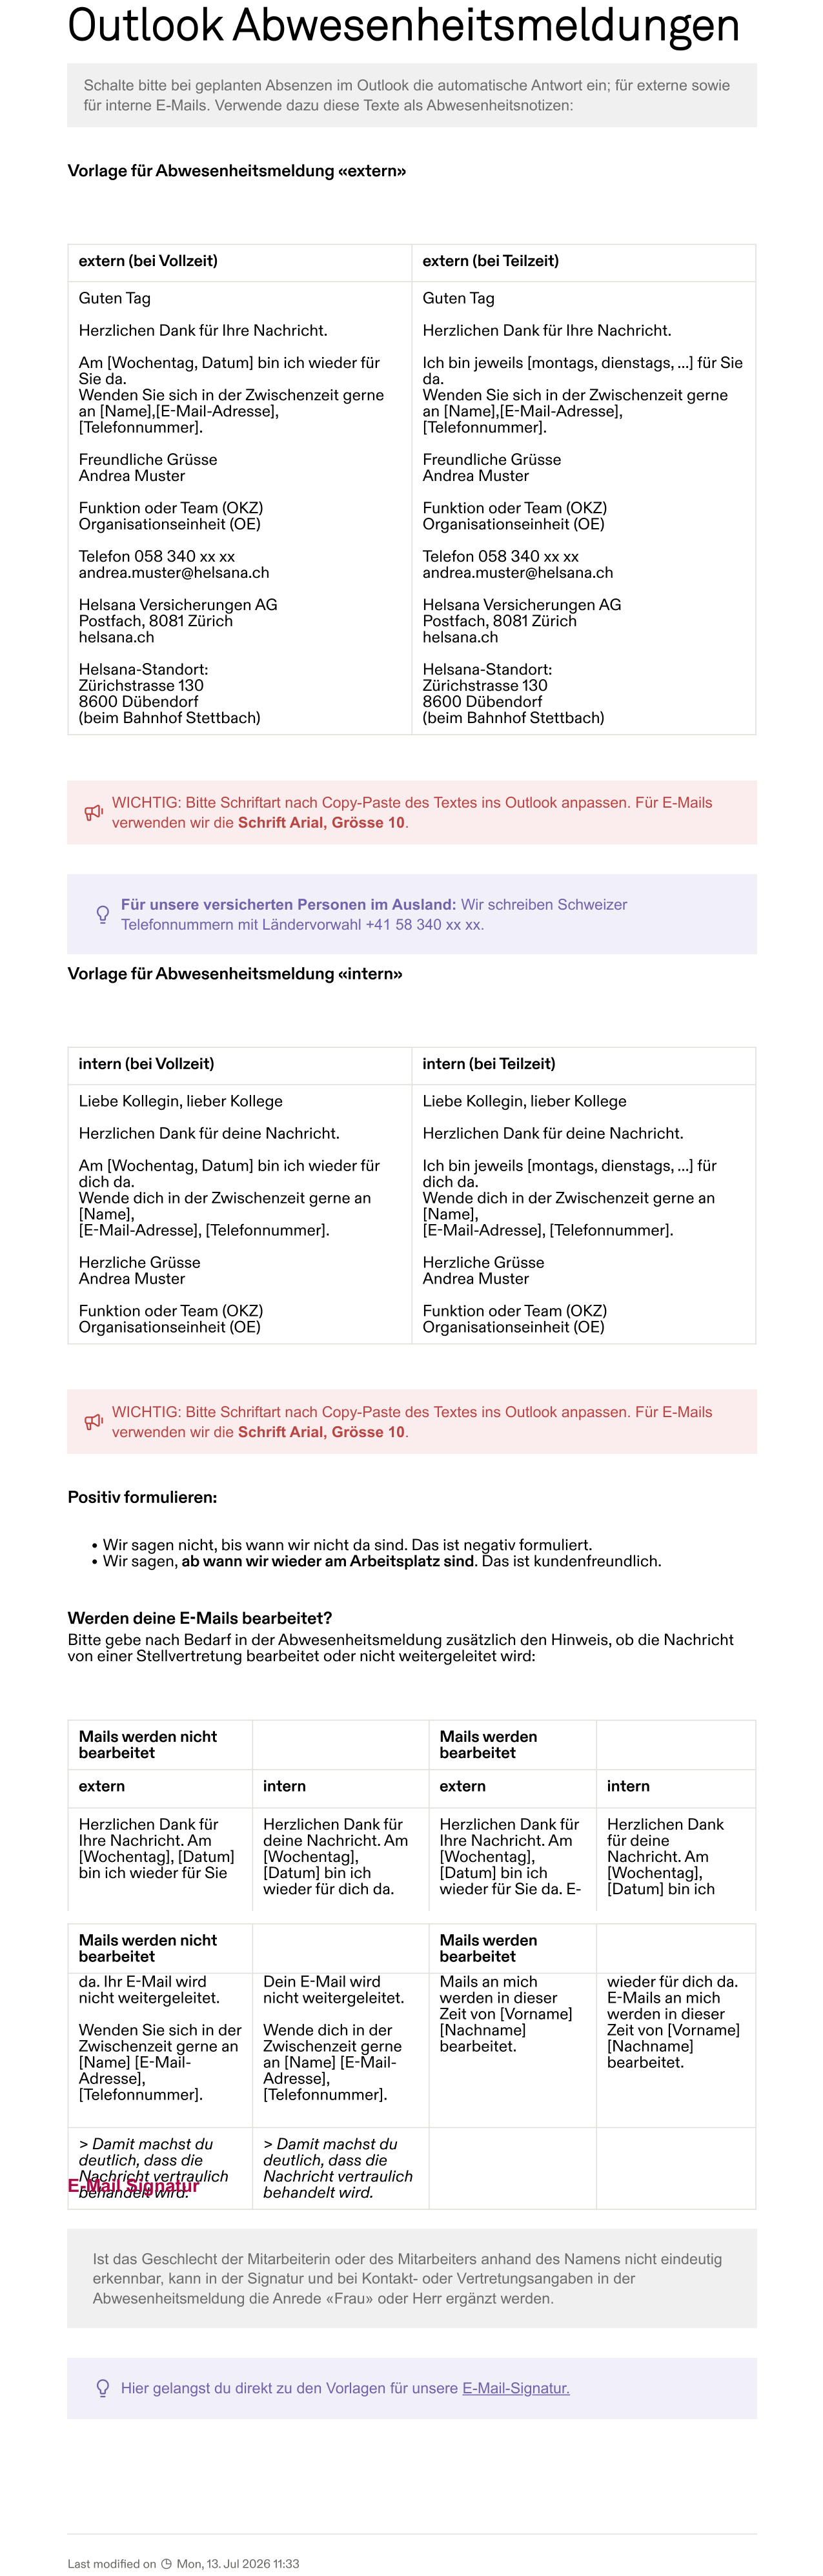 Outlook Abwesenheitsmeldungen
Schalte bitte bei geplanten Absenzen im Outlook die automatische Antwort ein; für externe sowie
für interne E-Mails. Verwende dazu diese Texte als Abwesenheitsnotizen:
Vorlage für Abwesenheitsmeldung «extern»
extern (bei Vollzeit)
Guten Tag
Herzlichen Dank für Ihre Nachricht.
Am [Wochentag, Datum] bin ich wieder für
Sie da.
Wenden Sie sich in der Zwischenzeit gerne
an [Name],[E-Mail-Adresse],
[Telefonnummer].
Freundliche Grüsse
Andrea Muster
Funktion oder Team (OKZ)
Organisationseinheit (OE)
Telefon 058 340 xx xx
andrea.muster@helsana.ch
Helsana Versicherungen AG
Postfach, 8081 Zürich
helsana.ch
Helsana-Standort:
Zürichstrasse 130
8600 Dübendorf
(beim Bahnhof Stettbach)
extern (bei Teilzeit)
Guten Tag
Herzlichen Dank für Ihre Nachricht.
Ich bin jeweils [montags, dienstags, ...] für Sie
da.
Wenden Sie sich in der Zwischenzeit gerne
an [Name],[E-Mail-Adresse],
[Telefonnummer].
Freundliche Grüsse
Andrea Muster
Funktion oder Team (OKZ)
Organisationseinheit (OE)
Telefon 058 340 xx xx
andrea.muster@helsana.ch
Helsana Versicherungen AG
Postfach, 8081 Zürich
helsana.ch
Helsana-Standort:
Zürichstrasse 130
8600 Dübendorf
(beim Bahnhof Stettbach)
WICHTIG: Bitte Schriftart nach Copy-Paste des Textes ins Outlook anpassen. Für E-Mails
verwenden wir die Schrift Arial, Grösse 10.
Für unsere versicherten Personen im Ausland: Wir schreiben Schweizer
Telefonnummern mit Ländervorwahl +41 58 340 xx xx.
Vorlage für Abwesenheitsmeldung «intern»
intern (bei Vollzeit)
Liebe Kollegin, lieber Kollege
Herzlichen Dank für deine Nachricht.
Am [Wochentag, Datum] bin ich wieder für
dich da.
Wende dich in der Zwischenzeit gerne an
[Name],
[E-Mail-Adresse], [Telefonnummer].
Herzliche Grüsse
Andrea Muster
Funktion oder Team (OKZ)
Organisationseinheit (OE)
intern (bei Teilzeit)
Liebe Kollegin, lieber Kollege
Herzlichen Dank für deine Nachricht.
Ich bin jeweils [montags, dienstags, ...] für
dich da.
Wende dich in der Zwischenzeit gerne an
[Name],
[E-Mail-Adresse], [Telefonnummer].
Herzliche Grüsse
Andrea Muster
Funktion oder Team (OKZ)
Organisationseinheit (OE)
WICHTIG: Bitte Schriftart nach Copy-Paste des Textes ins Outlook anpassen. Für E-Mails
verwenden wir die Schrift Arial, Grösse 10.
Positiv formulieren:
• Wir sagen nicht, bis wann wir nicht da sind. Das ist negativ formuliert.
• Wir sagen, ab wann wir wieder am Arbeitsplatz sind. Das ist kundenfreundlich.
Werden deine E-Mails bearbeitet?
Bitte gebe nach Bedarf in der Abwesenheitsmeldung zusätzlich den Hinweis, ob die Nachricht
von einer Stellvertretung bearbeitet oder nicht weitergeleitet wird:
Mails werden nicht
bearbeitet
Mails werden
bearbeitet
extern
intern
extern
intern
Herzlichen Dank für
Ihre Nachricht. Am
[Wochentag], [Datum]
bin ich wieder für Sie
Herzlichen Dank für
deine Nachricht. Am
[Wochentag],
[Datum] bin ich
wieder für dich da.
Herzlichen Dank für
Ihre Nachricht. Am
[Wochentag],
[Datum] bin ich
wieder für Sie da. E-
Herzlichen Dank
für deine
Nachricht. Am
[Wochentag],
[Datum] bin ich
Mails werden nicht
bearbeitet
Mails werden
bearbeitet
da. Ihr E-Mail wird
nicht weitergeleitet.
Wenden Sie sich in der
Zwischenzeit gerne an
[Name] [E-Mail-
Adresse],
[Telefonnummer].
Dein E-Mail wird
nicht weitergeleitet.
Wende dich in der
Zwischenzeit gerne
an [Name] [E-Mail-
Adresse],
[Telefonnummer].
Mails an mich
werden in dieser
Zeit von [Vorname]
[Nachname]
bearbeitet.
wieder für dich da.
E-Mails an mich
werden in dieser
Zeit von [Vorname]
[Nachname]
bearbeitet.
> Damit machst du
deutlich, dass die
Nachricht vertraulich
behandelt wird.
> Damit machst du
deutlich, dass die
Nachricht vertraulich
behandelt wird.
E-Mail Signatur
Ist das Geschlecht der Mitarbeiterin oder des Mitarbeiters anhand des Namens nicht eindeutig
erkennbar, kann in der Signatur und bei Kontakt- oder Vertretungsangaben in der
Abwesenheitsmeldung die Anrede «Frau» oder Herr ergänzt werden.
Hier gelangst du direkt zu den Vorlagen für unsere E-Mail-Signatur.
Last modified on Mon, 13. Jul 2026 11:33